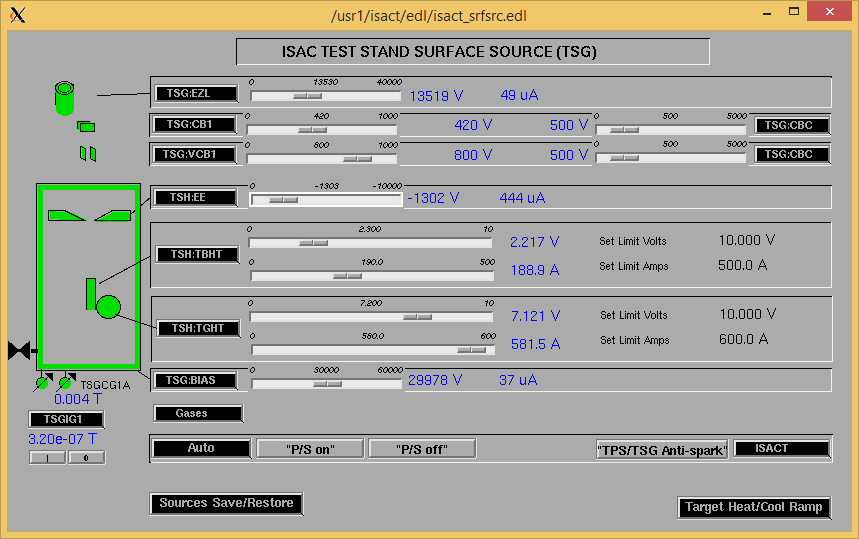 /usr1/isact/edl/isact_srfsrc.edl
ISAC TEST STAND SURFACE SOURCE (TSG)
0 13530 40000
TSG:EZL 13519 V 49 uA
0 420 1000 0 500 5000
TSG:CB1 420 V 500 V TSG:CBC
0 800 1000 0 500 5000
TSG:VCB1 800 V 500 V TSG:CBC
0 -1303 -10000
TSH:EE -1302 V 444 uA
0 2.300 10
2.217 V Set Limit Volts 10.000 V
TSH:TBHT
0 190.0 500
188.9 A Set Limit Amps 500.0 A
0 7.200 10
7.121 V Set Limit Volts 10.000 V
TSH:TGHT
0 580.0 600
581.5 A Set Limit Amps 600.0 A
0 30000 60000
TSG:BIAS 29978 V 37 uA
TSGCG1A
0.004 T
TSGIG1
3.20e-07 T
I 0
Gases
Auto "P/S on" "P/S off" "TPS/TSG Anti-spark" ISACT
Sources Save/Restore Target Heat/Cool Ramp